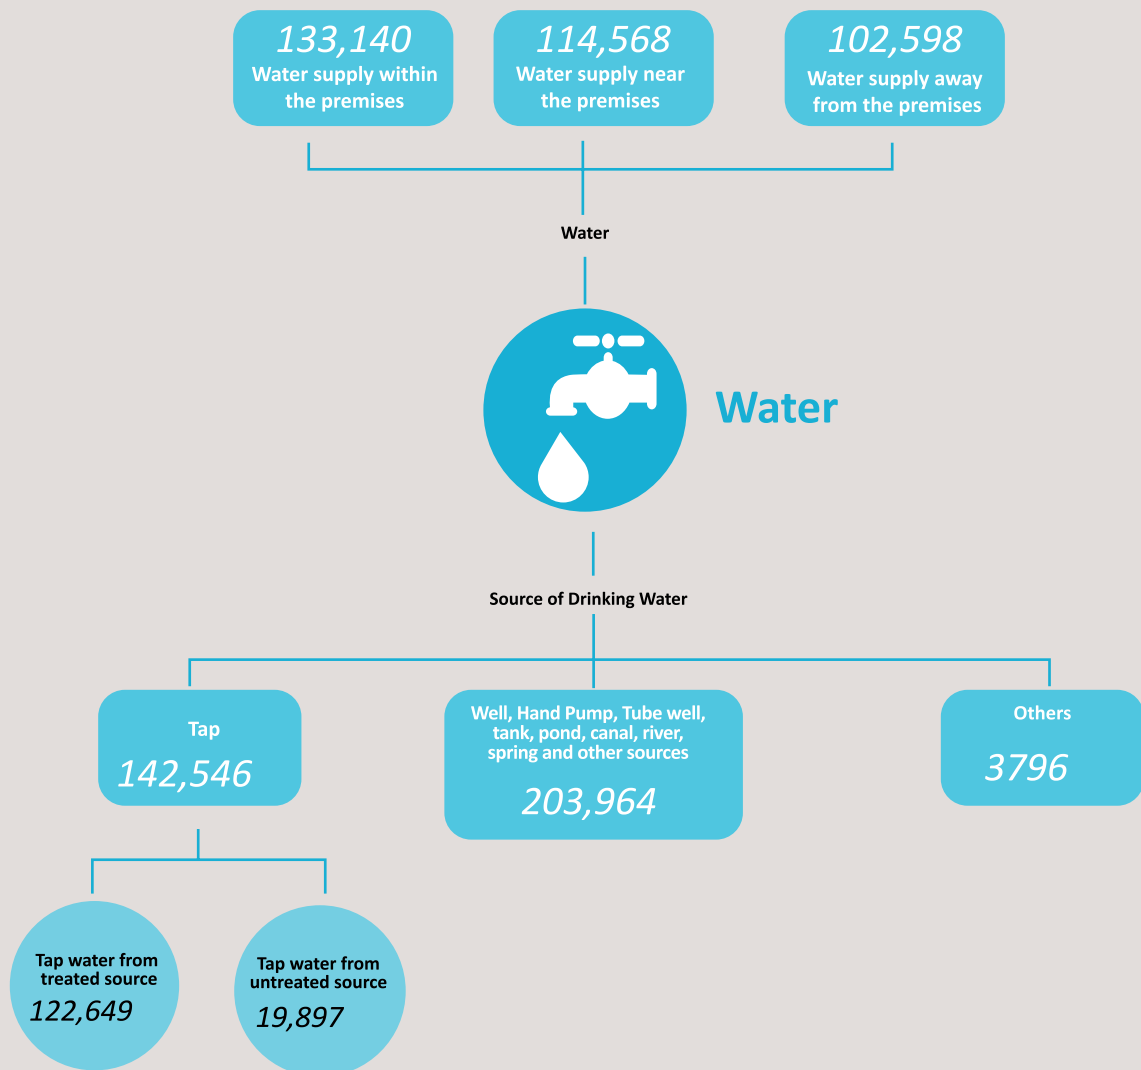 133,140
Water supply within
the premises
114,568
Water supply near
the premises
102,598
Water supply away
from the premises
Water
Water
Source of Drinking Water
Tap
142,546
Well, Hand Pump, Tube well,
tank, pond, canal, river,
spring and other sources
203,964
Others
3796
Tap water from
treated source
122,649
Tap water from
untreated source
19,897